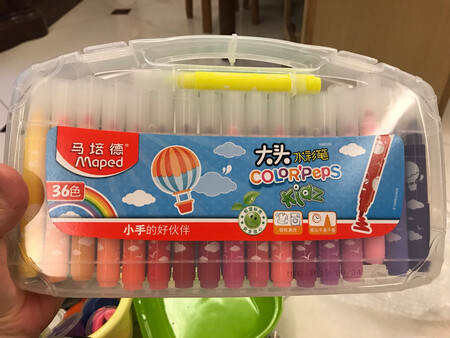 马培德
Maped
36色
大头水彩笔
COLOR'PEPS
KidZ
小手的好伙伴